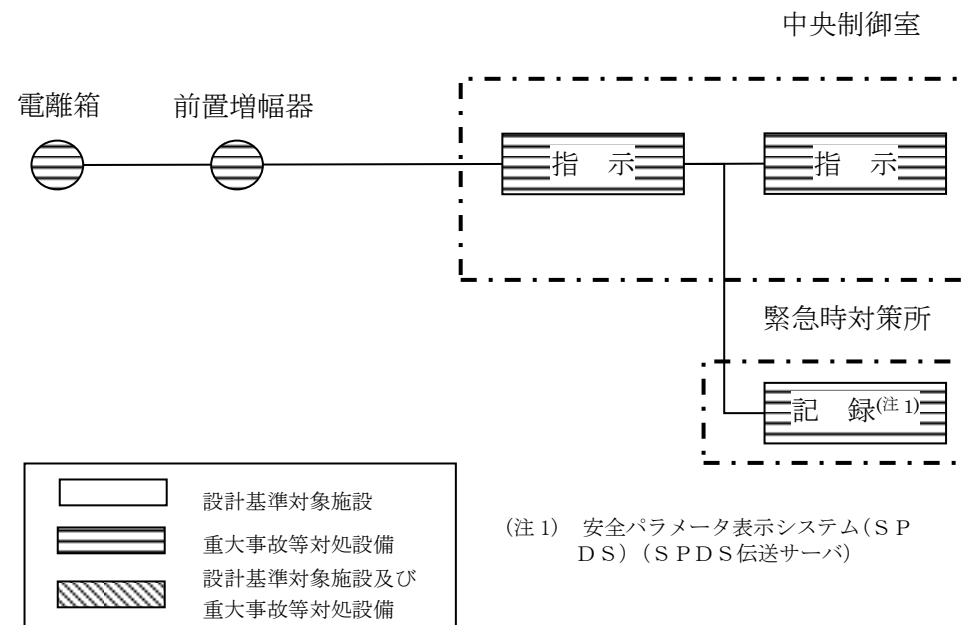 中央制御室
電離箱
前置増幅器
指 示
指 示
緊急時対策所
記 録(注 1)
設計基準対象施設
重大事故等対処設備
設計基準対象施設及び
重大事故等対処設備
(注 1) 安全パラメータ表示システム(SP
DS)(SPDS伝送サーバ)